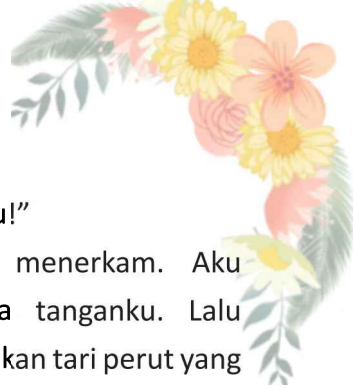 u!”
menerkam. Aku
a tanganku. Lalu
kan tari perut yang